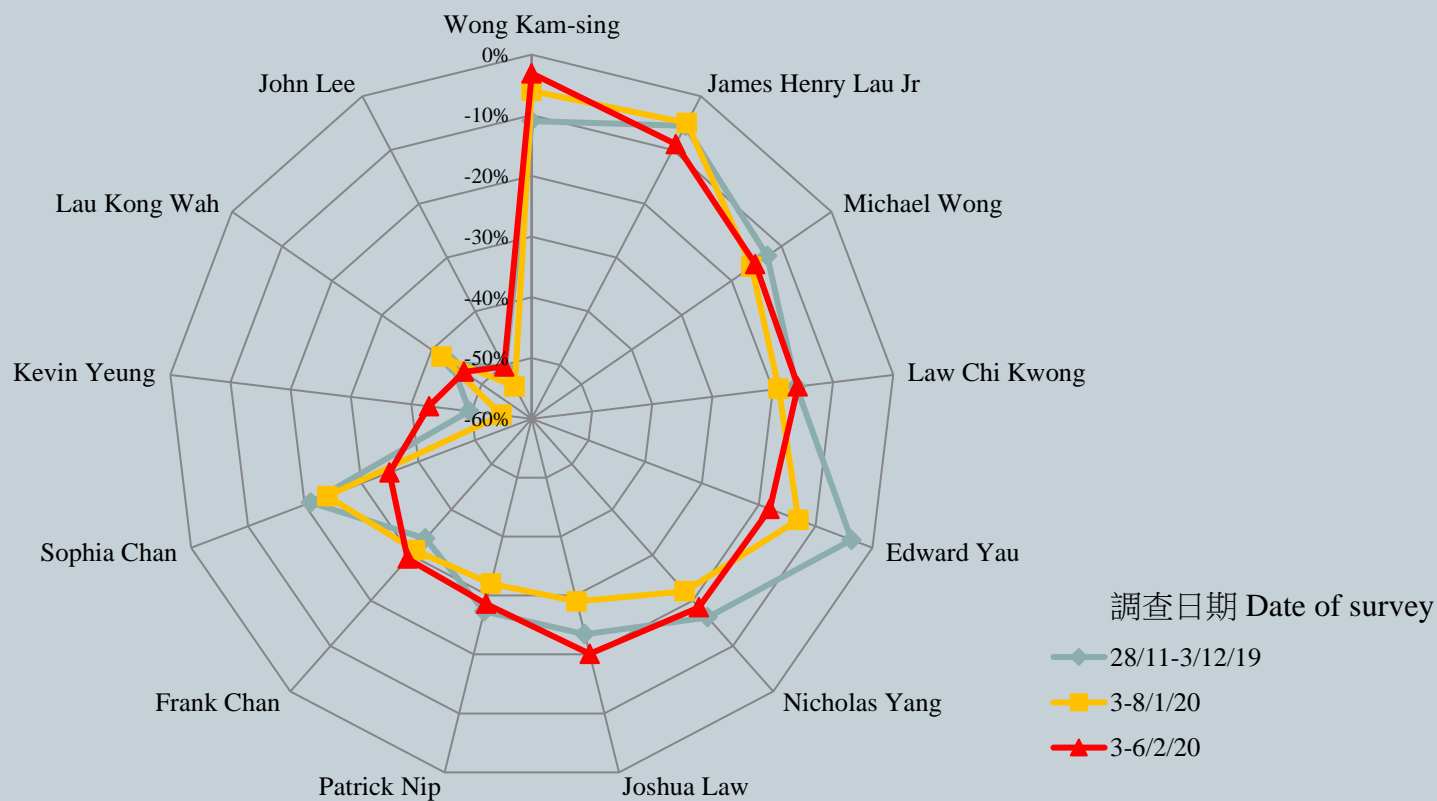 Wong Kam-sing
James Henry Lau Jr
Michael Wong
Law Chi Kwong
Edward Yau
Nicholas Yang
Joshua Law
Patrick Nip
Frank Chan
Sophia Chan
Kevin Yeung
Lau Kong Wah
John Lee
0%
-10%
-20%
-30%
-40%
-50%
-60%
調查日期 Date of survey
28/11-3/12/19
3-8/1/20
3-6/2/20